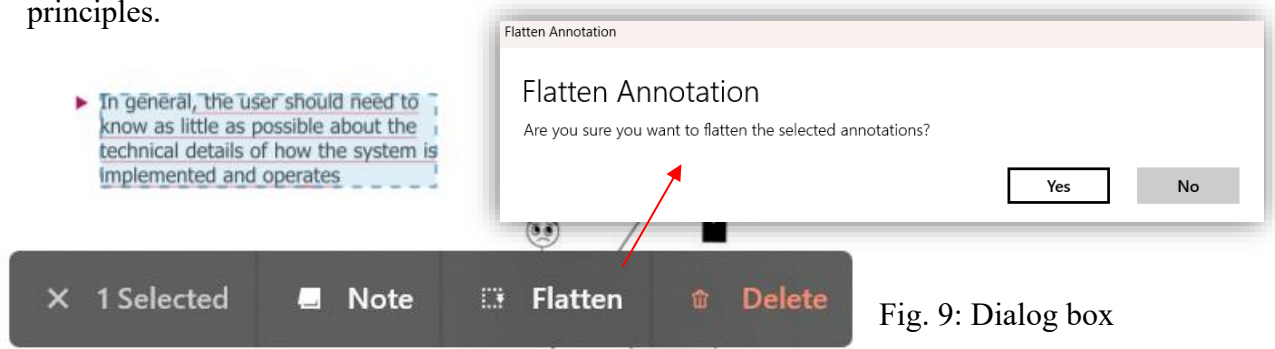 principles.
Flatten Annotation
Flatten Annotation
Are you sure you want to flatten the selected annotations?
Yes No
In general, the user should need to
know as little as possible about the
technical details of how the system is
implemented and operates
1 Selected Note Flatten Delete
Fig. 9: Dialog box